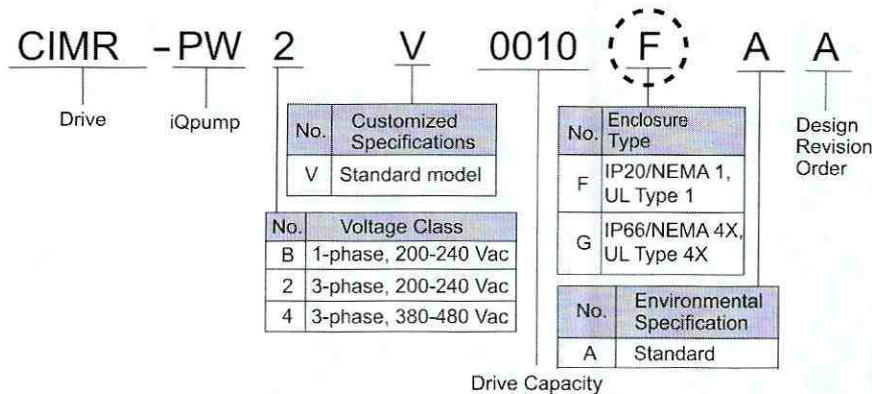 CIMR -PW 2 V 0010 F A A
Drive
iQpump
No. Customized Specifications
V Standard model
No. Voltage Class
B 1-phase, 200-240 Vac
2 3-phase, 200-240 Vac
4 3-phase, 380-480 Vac
Drive Capacity
No. Enclosure Type
F IP20/NEMA 1, UL Type 1
G IP66/NEMA 4X, UL Type 4X
No. Environmental Specification
A Standard
Design
Revision
Order